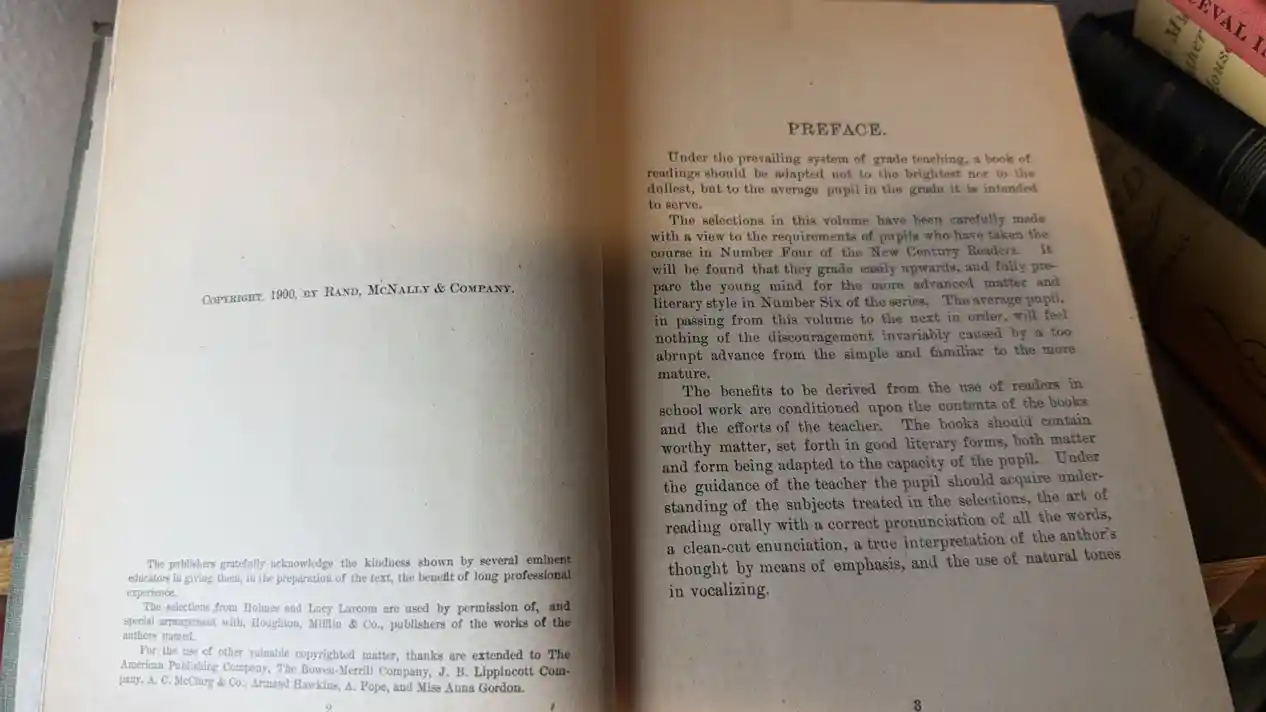 COPYRIGHT, 1900, BY RAND, MCNALLY & COMPANY.
The publishers gratefully acknowledge the kindness shown by several eminent
educators in giving them, in the preparation of the text, the benefit of long professional
experience.
The selections from Holmes and Lucy Larcom are used by permission of, and
special arrangement with, Houghton, Mifflin & Co., publishers of the works of the
authors named.
For the use of other valuable copyrighted matter, thanks are extended to The
American Publishing Company, The Bowen-Merrill Company, J. B. Lippincott Com-
pany, A. C. McClurg & Co., Armand Hawkins, A. Pope, and Miss Anna Gordon.
2
PREFACE.
Under the prevailing system of grade teaching, a book of
readings should be adapted not to the brightest nor to the
dullest, but to the average pupil in the grade it is intended
to serve.
The selections in this volume have been carefully made
with a view to the requirements of pupils who have taken the
course in Number Four of the New Century Readers. It
will be found that they grade easily upwards, and fully pre-
pare the young mind for the more advanced matter and
literary style in Number Six of the series. The average pupil,
in passing from this volume to the next in order, will feel
nothing of the discouragement invariably caused by a too
abrupt advance from the simple and familiar to the more
mature.
The benefits to be derived from the use of readers in
school work are conditioned upon the contents of the books
and the efforts of the teacher. The books should contain
worthy matter, set forth in good literary forms, both matter
and form being adapted to the capacity of the pupil. Under
the guidance of the teacher the pupil should acquire under-
standing of the subjects treated in the selections, the art of
reading orally with a correct pronunciation of all the words,
a clean-cut enunciation, a true interpretation of the author's
thought by means of emphasis, and the use of natural tones
in vocalizing.
3
My